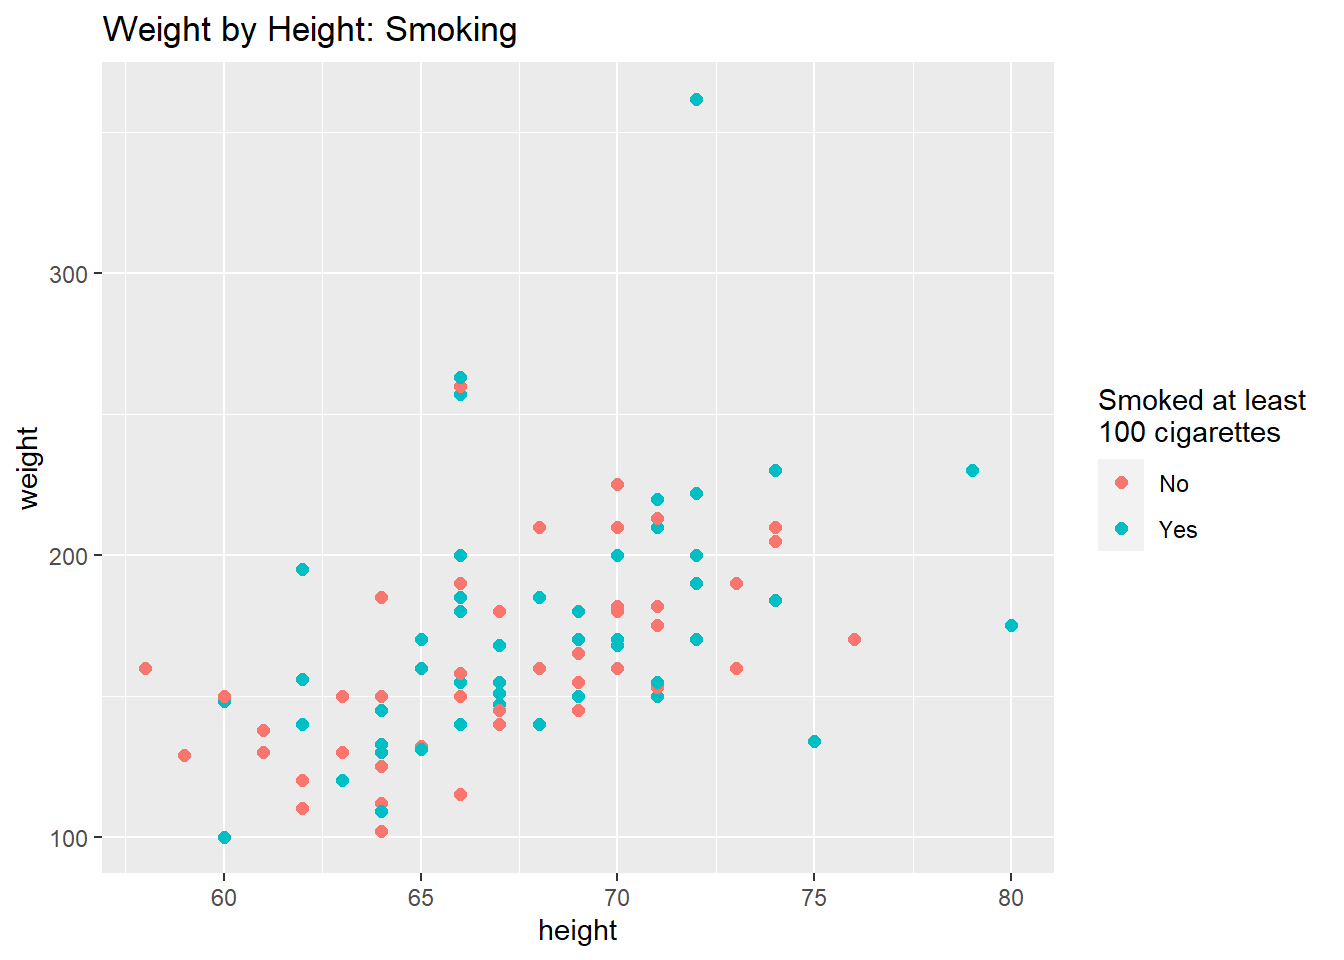 Weight by Height: Smoking
300
200
100
weight
60 65 70 75 80
height
Smoked at least
100 cigarettes
No
Yes